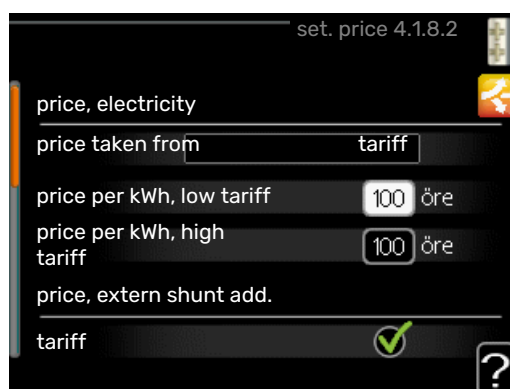 set. price 4.1.8.2
price, electricity
price taken from tariff
price per kWh, low tariff 100 öre
price per kWh, high
tariff 100 öre
price, extern shunt add.
tariff
?